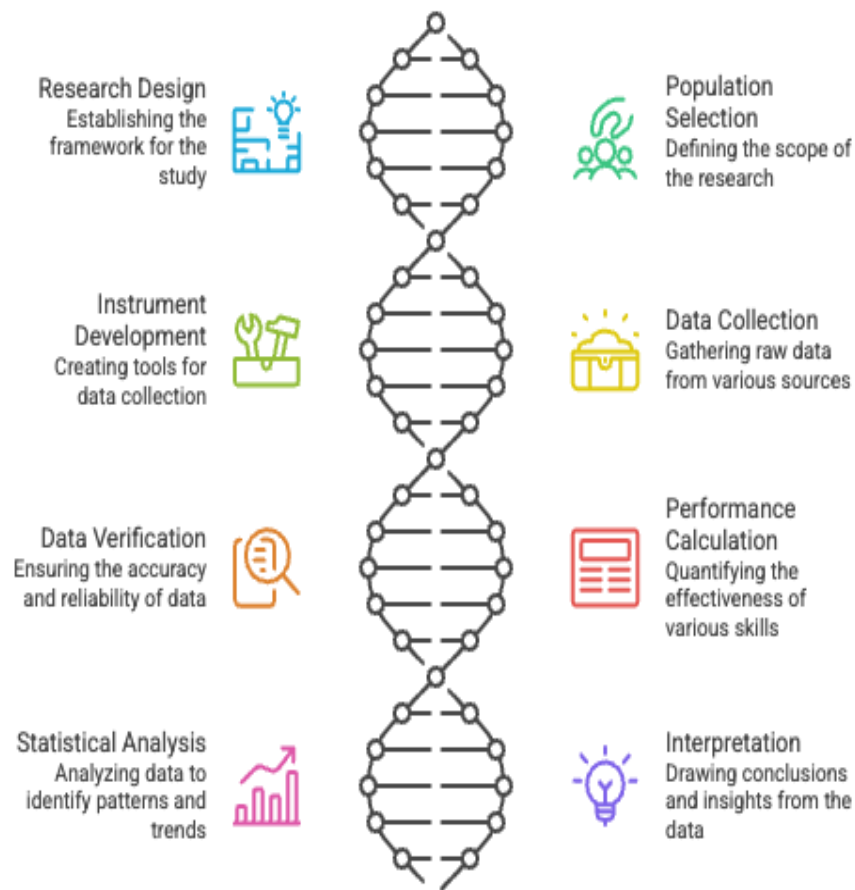 Research Design
Establishing the
framework for the
study
Population
Selection
Defining the scope of
the research
Instrument
Development
Creating tools for
data collection
Data Collection
Gathering raw data
from various sources
Data Verification
Ensuring the accuracy
and reliability of data
Performance
Calculation
Quantifying the
effectiveness of
various skills
Statistical Analysis
Analyzing data to
identify patterns and
trends
Interpretation
Drawing conclusions
and insights from the
data